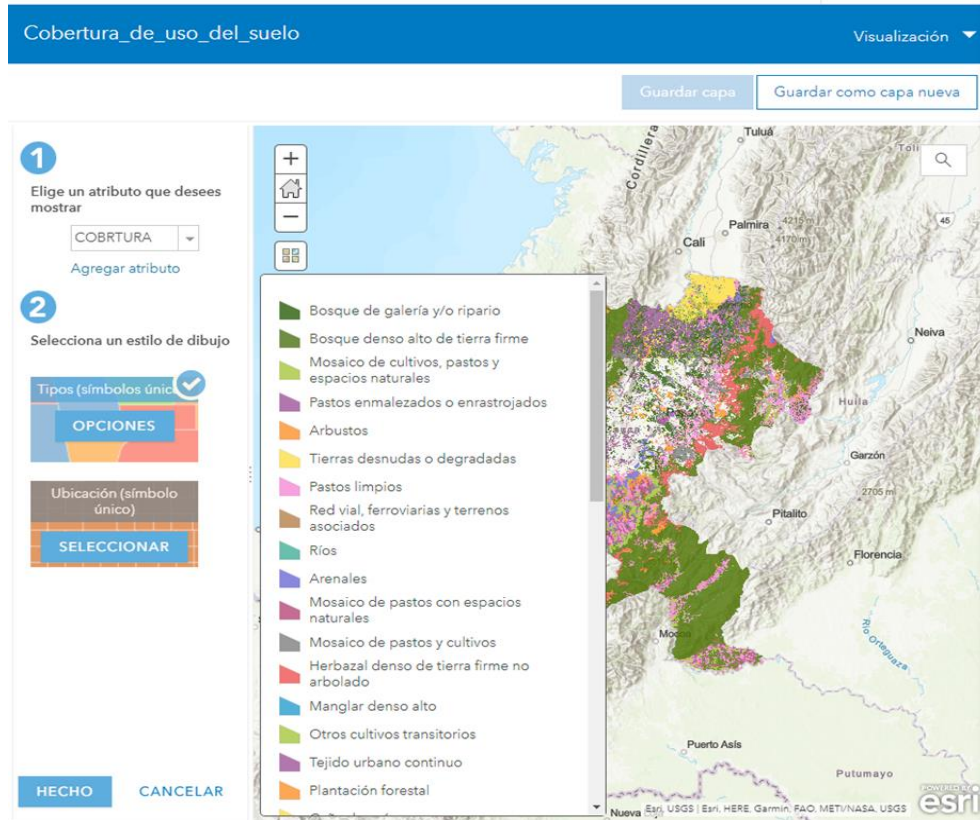 Cobertura_de_uso_del_suelo
Visualización
Guardar capa
Guardar como capa nueva
1
Elige un atributo que desees
mostrar
COBRTURA
Agregar atributo
2
Selecciona un estilo de dibujo
Tipos (símbolos únic
OPCIONES
Ubicación (símbolo
único)
SELECCIONAR
HECHO
CANCELAR
+
−
Bosque de galería y/o ripario
Bosque denso alto de tierra firme
Mosaico de cultivos, pastos y
espacios naturales
Pastos enmalezados o enrastrojados
Arbustos
Tierras desnudas o degradadas
Pastos limpios
Red vial, ferroviarias y terrenos
asociados
Ríos
Arenales
Mosaico de pastos con espacios
naturales
Mosaico de pastos y cultivos
Herbazal denso de tierra firme no
arbolado
Manglar denso alto
Otros cultivos transitorios
Tejido urbano continuo
Plantación forestal
Cordillera
Tuluá
Toli
45
Palmira
4215 m
4170 m
Cali
Neiva
Huila
Garzón
2705 m
Pitalito
Florencia
Mocoa
Río Orteguaza
Puerto Asís
Putumayo
Nueva
Esri, USGS | Esri, HERE, Garmin, FAO, METI/NASA, USGS
POWERED BY
esri